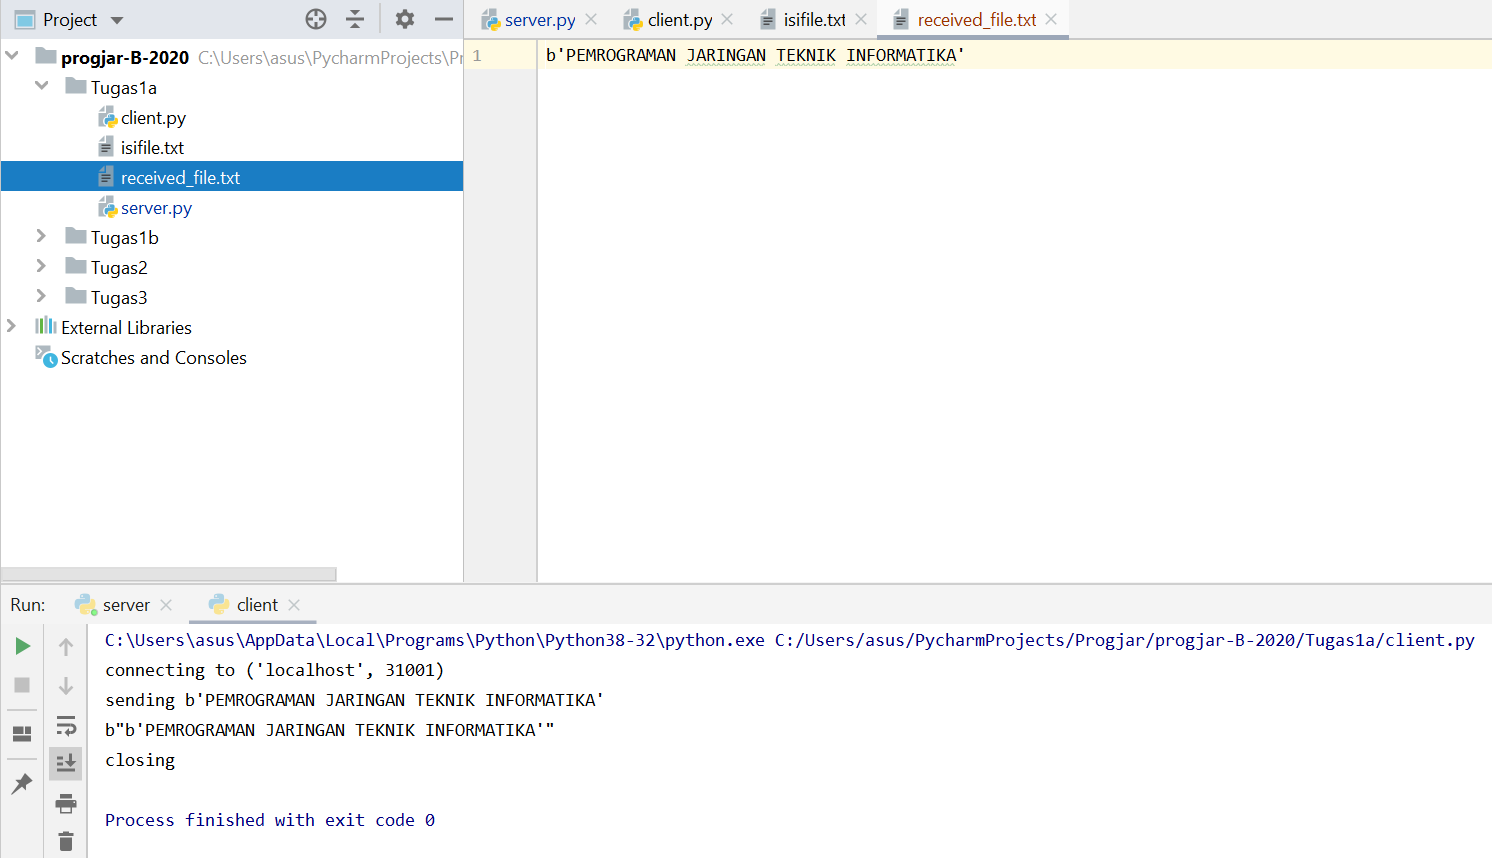 Project
server.py
client.py
isifile.txt
received_file.txt
progjar-B-2020 C:\Users\asus\PycharmProjects\Pr
Tugas1a
client.py
isifile.txt
received_file.txt
server.py
Tugas1b
Tugas2
Tugas3
External Libraries
Scratches and Consoles
1
b'PEMROGRAMAN JARINGAN TEKNIK INFORMATIKA'
Run:
server
client
C:\Users\asus\AppData\Local\Programs\Python\Python38-32\python.exe C:/Users/asus/PycharmProjects/Progjar/progjar-B-2020/Tugas1a/client.py
connecting to ('localhost', 31001)
sending b'PEMROGRAMAN JARINGAN TEKNIK INFORMATIKA'
b"b'PEMROGRAMAN JARINGAN TEKNIK INFORMATIKA'"
closing
Process finished with exit code 0